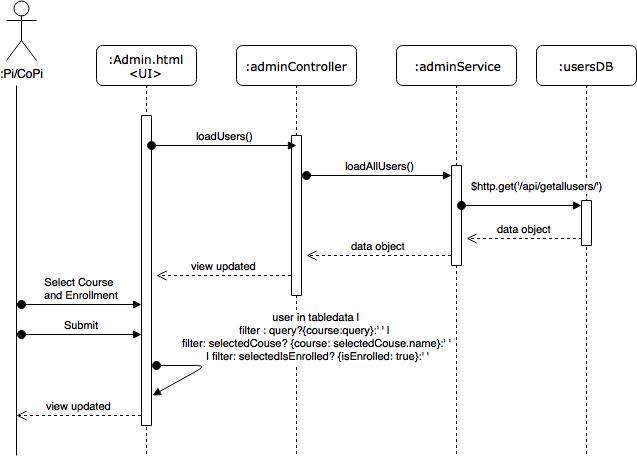 :Pi/CoPi
:Admin.html
<UI>
:adminController
:adminService
:usersDB
loadUsers()
loadAllUsers()
$http.get('/api/getallusers/')
data object
data object
view updated
Select Course
and Enrollment
Submit
user in tabledata |
filter : query?{course:query}:' ' |
filter: selectedCouse? {course: selectedCouse.name}:' '
| filter: selectedIsEnrolled? {isEnrolled: true}:' '
view updated